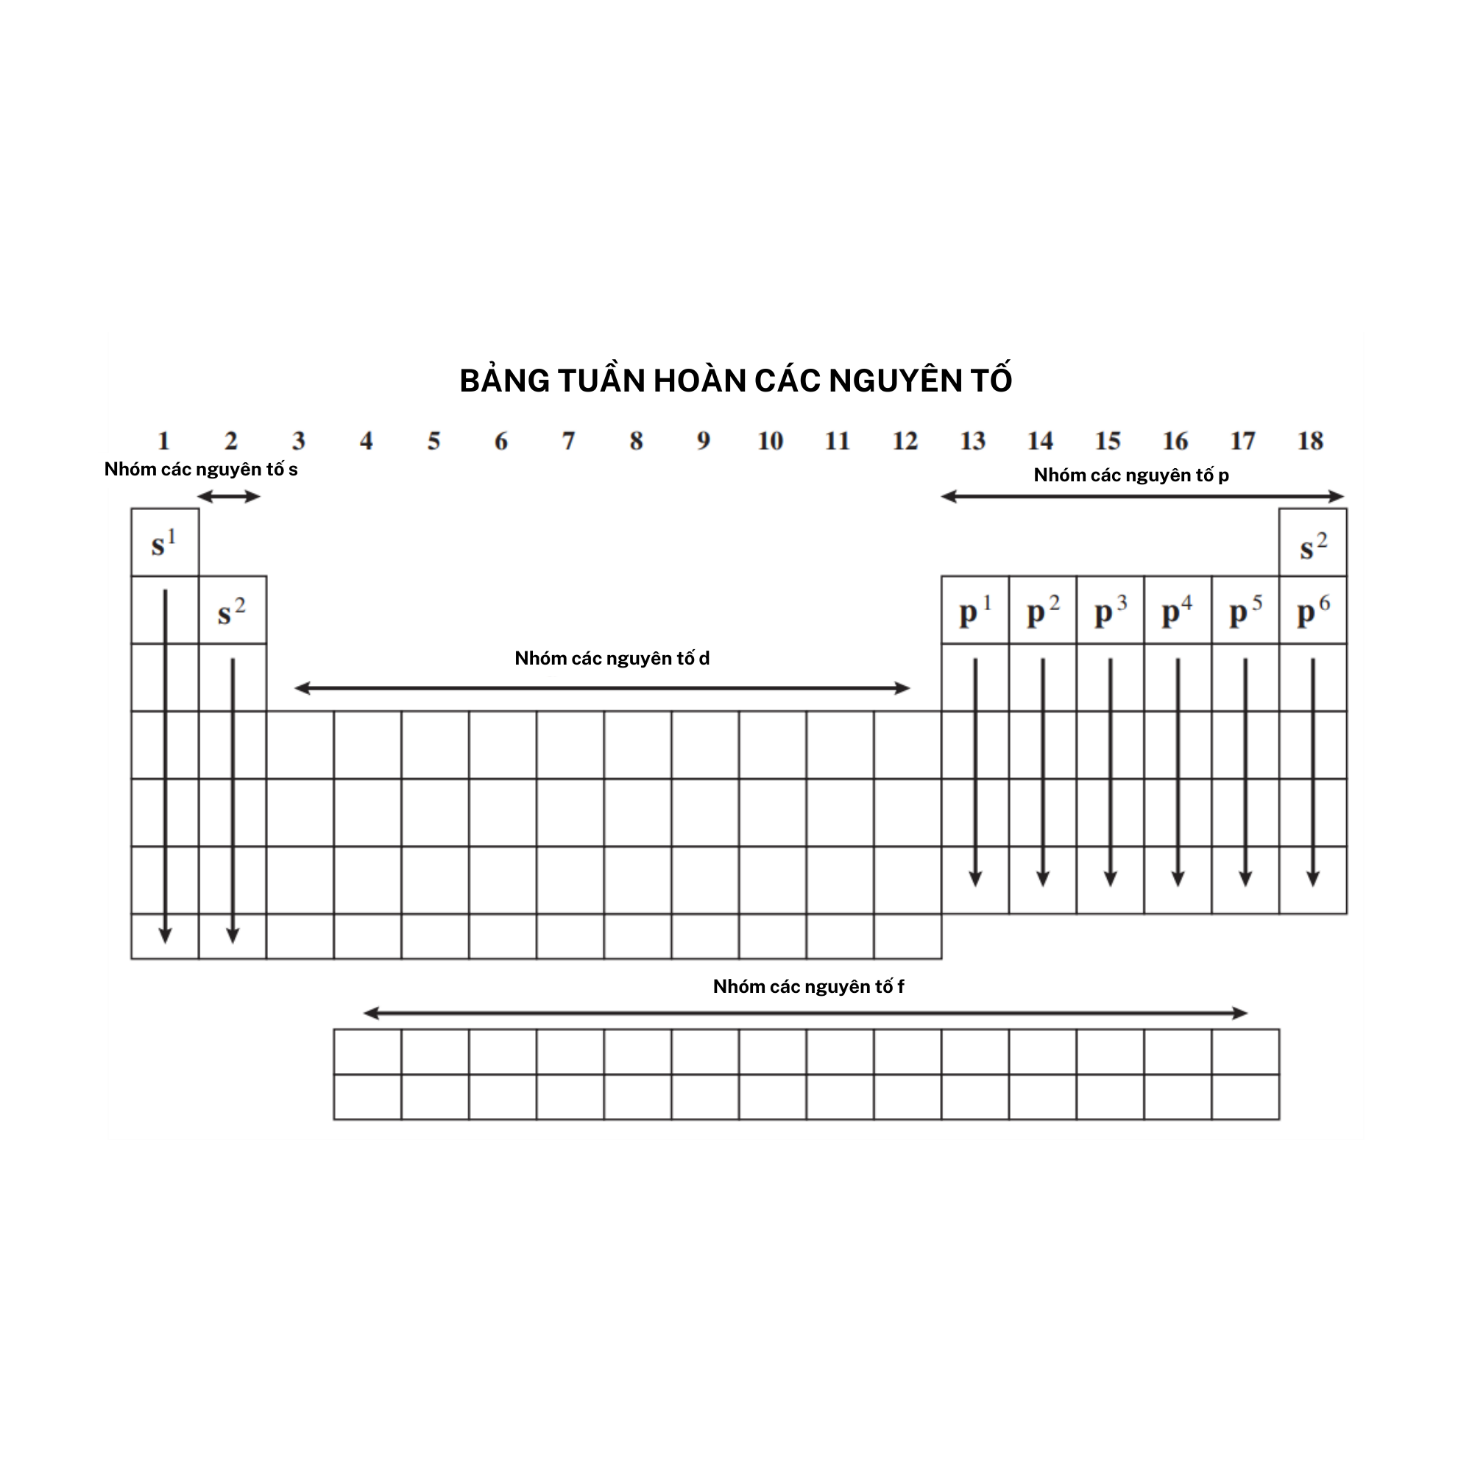 BẢNG TUẦN HOÀN CÁC NGUYÊN TỐ
1 2 3 4 5 6 7 8 9 10 11 12 13 14 15 16 17 18
Nhóm các nguyên tố s
Nhóm các nguyên tố p
s¹
s²
s²
p¹ p² p³ p⁴ p⁵ p⁶
Nhóm các nguyên tố d
Nhóm các nguyên tố f